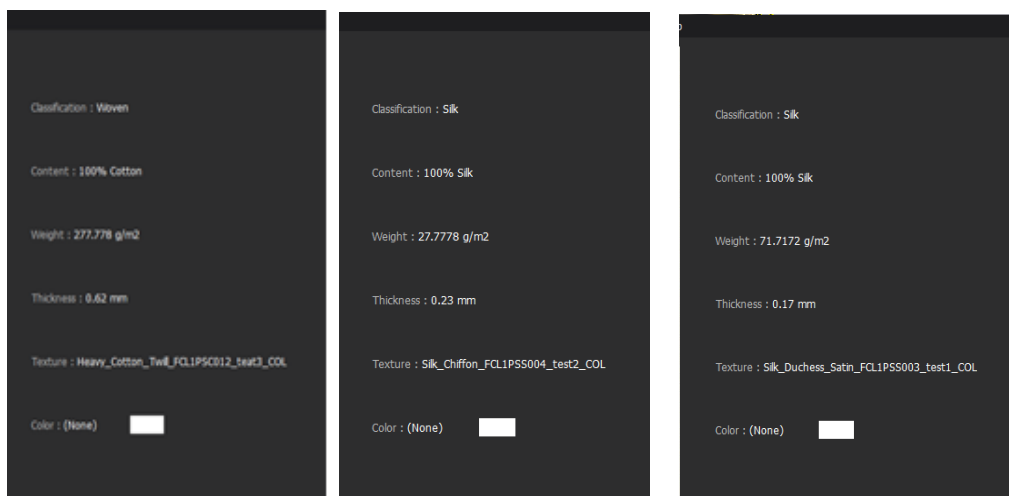 Classification : Woven
Content : 100% Cotton
Weight : 277.778 g/m2
Thickness : 0.62 mm
Texture : Heavy_Cotton_Twill_FCL1PSC012_teat3_COL
Color : (None)
Classification : Silk
Content : 100% Silk
Weight : 27.7778 g/m2
Thickness : 0.23 mm
Texture : Silk_Chiffon_FCL1PSS004_test2_COL
Color : (None)
Classification : Silk
Content : 100% Silk
Weight : 71.7172 g/m2
Thickness : 0.17 mm
Texture : Silk_Duchess_Satin_FCL1PSS003_test1_COL
Color : (None)